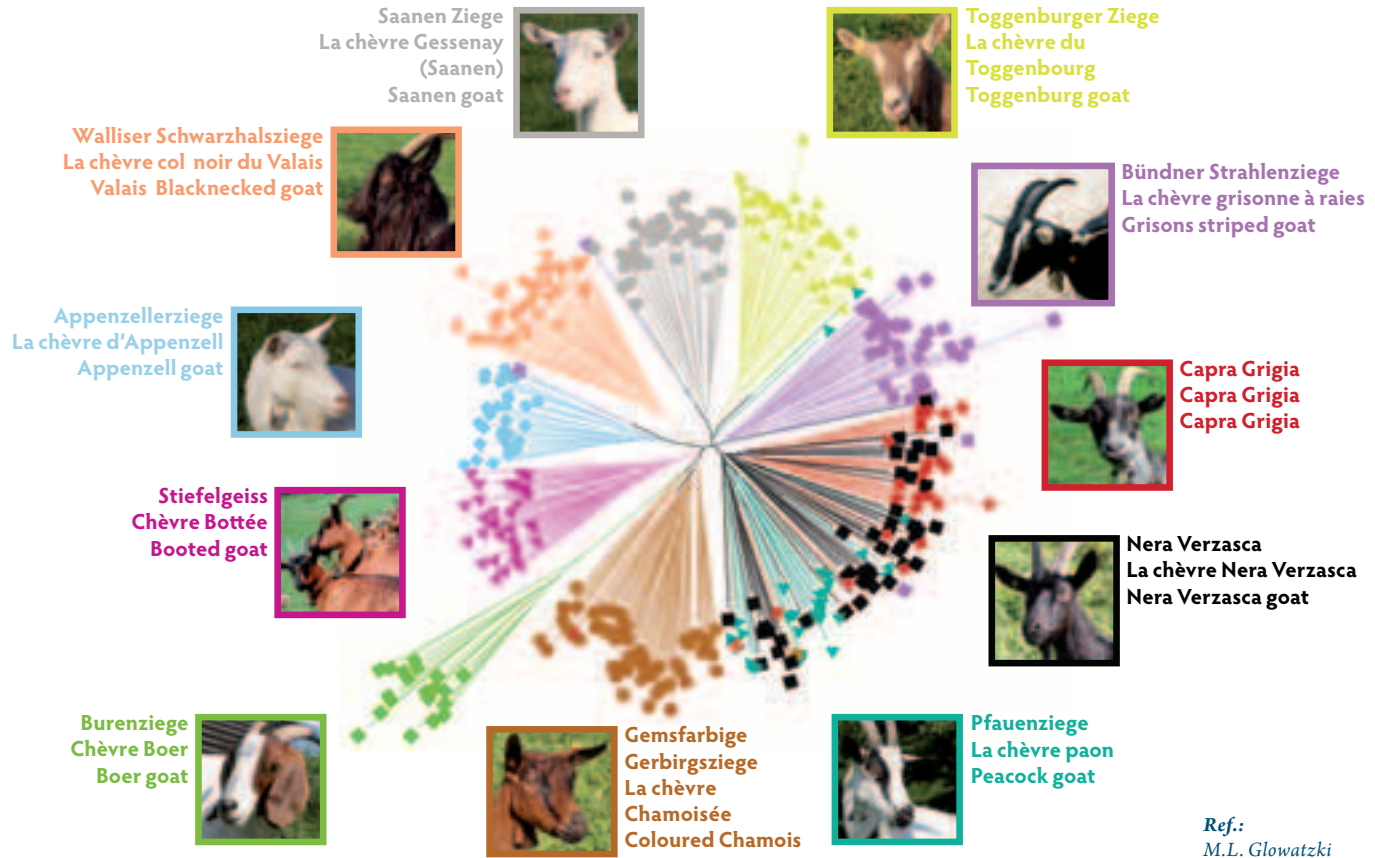 Saanen Ziege
La chèvre Gessenay
(Saanen)
Saanen goat
Toggenburger Ziege
La chèvre du
Toggenbourg
Toggenburg goat
Walliser Schwarzhalsziege
La chèvre col noir du Valais
Valais Blacknecked goat
Bündner Strahlenziege
La chèvre grisonne à raies
Grisons striped goat
Appenzellerziege
La chèvre d'Appenzell
Appenzell goat
Capra Grigia
Capra Grigia
Capra Grigia
Stiefelgeiss
Chèvre Bottée
Booted goat
Nera Verzasca
La chèvre Nera Verzasca
Nera Verzasca goat
Burenziege
Chèvre Boer
Boer goat
Gemsfarbige
Gerbirgsziege
La chèvre
Chamoisée
Coloured Chamois
Pfauenziege
La chèvre paon
Peacock goat
Ref.:
M.L. Glowatzki